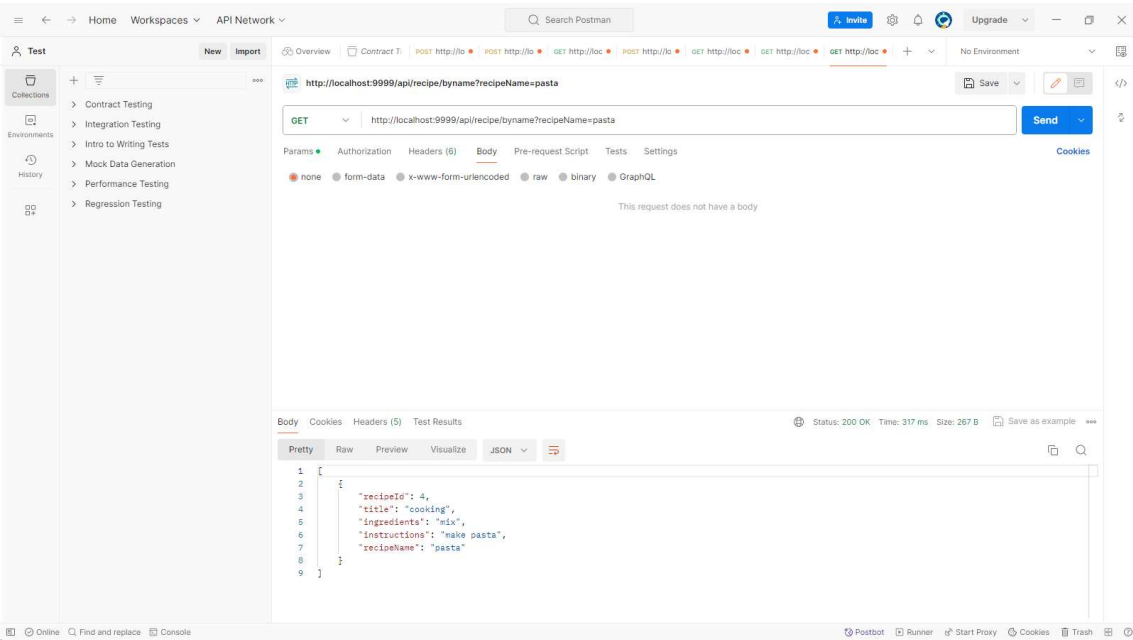 Home Workspaces API Network Search Postman Invite Upgrade
Test New Import Overview Contract T POST http://lo POST http://lo GET http://loc POST http://lo GET http://loc GET http://loc GET http://loc No Environment
Collections
Environments
History
Contract Testing
Integration Testing
Intro to Writing Tests
Mock Data Generation
Performance Testing
Regression Testing
HTTP http://localhost:9999/api/recipe/byname?recipeName=pasta Save
GET http://localhost:9999/api/recipe/byname?recipeName=pasta Send
Params Authorization Headers (6) Body Pre-request Script Tests Settings Cookies
none form-data x-www-form-urlencoded raw binary GraphQL
This request does not have a body
Body Cookies Headers (5) Test Results Status: 200 OK Time: 317 ms Size: 267 B Save as example
Pretty Raw Preview Visualize JSON
1 [
2 {
3 "recipeId": 4,
4 "title": "cooking",
5 "ingredients": "mix",
6 "instructions": "make pasta",
7 "recipeName": "pasta"
8 }
9 ]
Online Find and replace Console Postbot Runner Start Proxy Cookies Trash